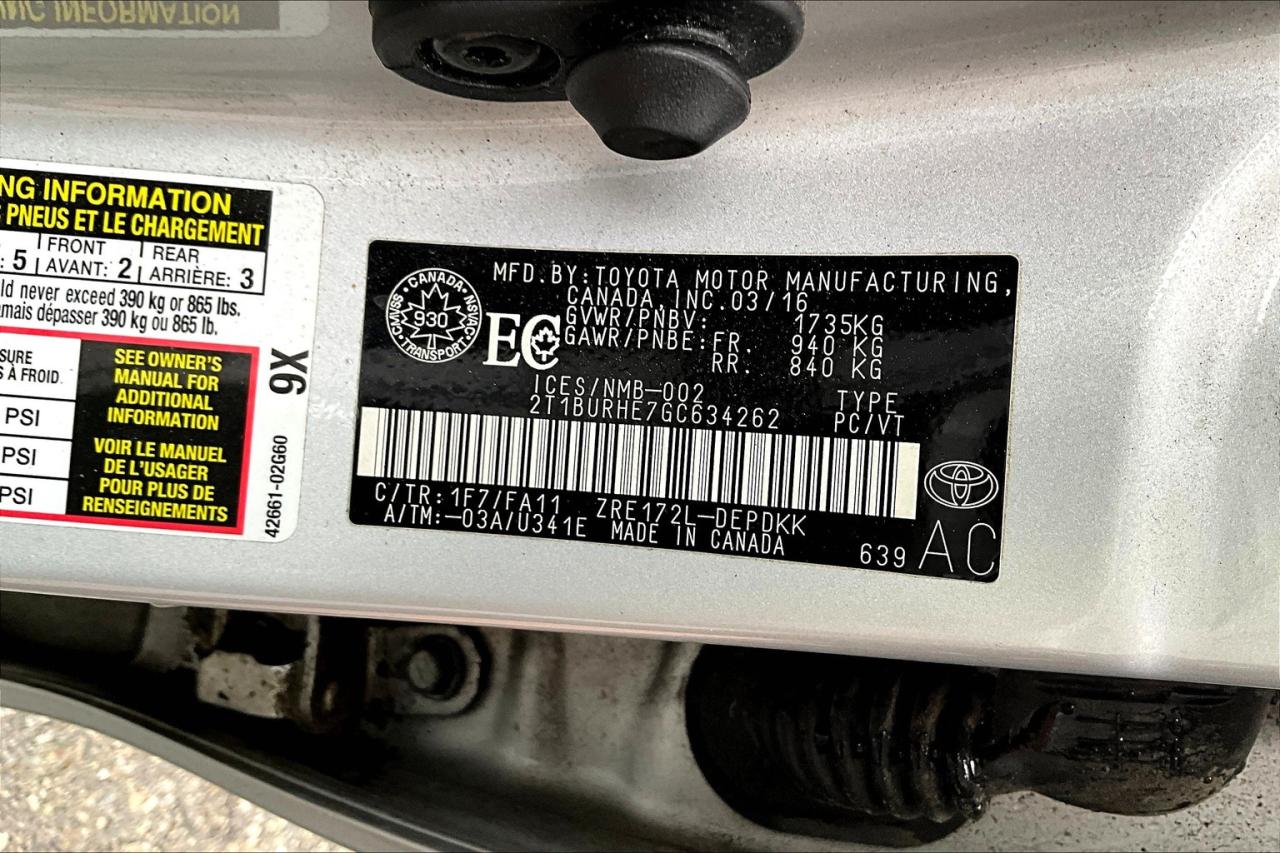 NG INFORMATION
PNEUS ET LE CHARGEMENT
5 FRONT AVANT: 2 REAR ARRIÈRE: 3
ld never exceed 390 kg or 865 lbs.
amais dépasser 390 kg ou 865 lb.
SURE
S À FROID.
PSI
PSI
PSI
SEE OWNER'S
MANUAL FOR
ADDITIONAL
INFORMATION
VOIR LE MANUEL
DE L'USAGER
POUR PLUS DE
RENSEIGNEMENTS
9X
42661-02G60
CANADA
CMVSS NSVAC
930
TRANSPORT
EC
MFD.BY:TOYOTA MOTOR MANUFACTURING,
CANADA,INC.03/16
GVWR/PNBV: 1735KG
GAWR/PNBE:FR. 940 KG
RR. 840 KG
ICES/NMB-002 TYPE
2T1BURHE7GC634262 PC/VT
C/TR:1F7/FA11 ZRE172L-DEPDKK
A/TM:-03A/U341E MADE IN CANADA
639 AC